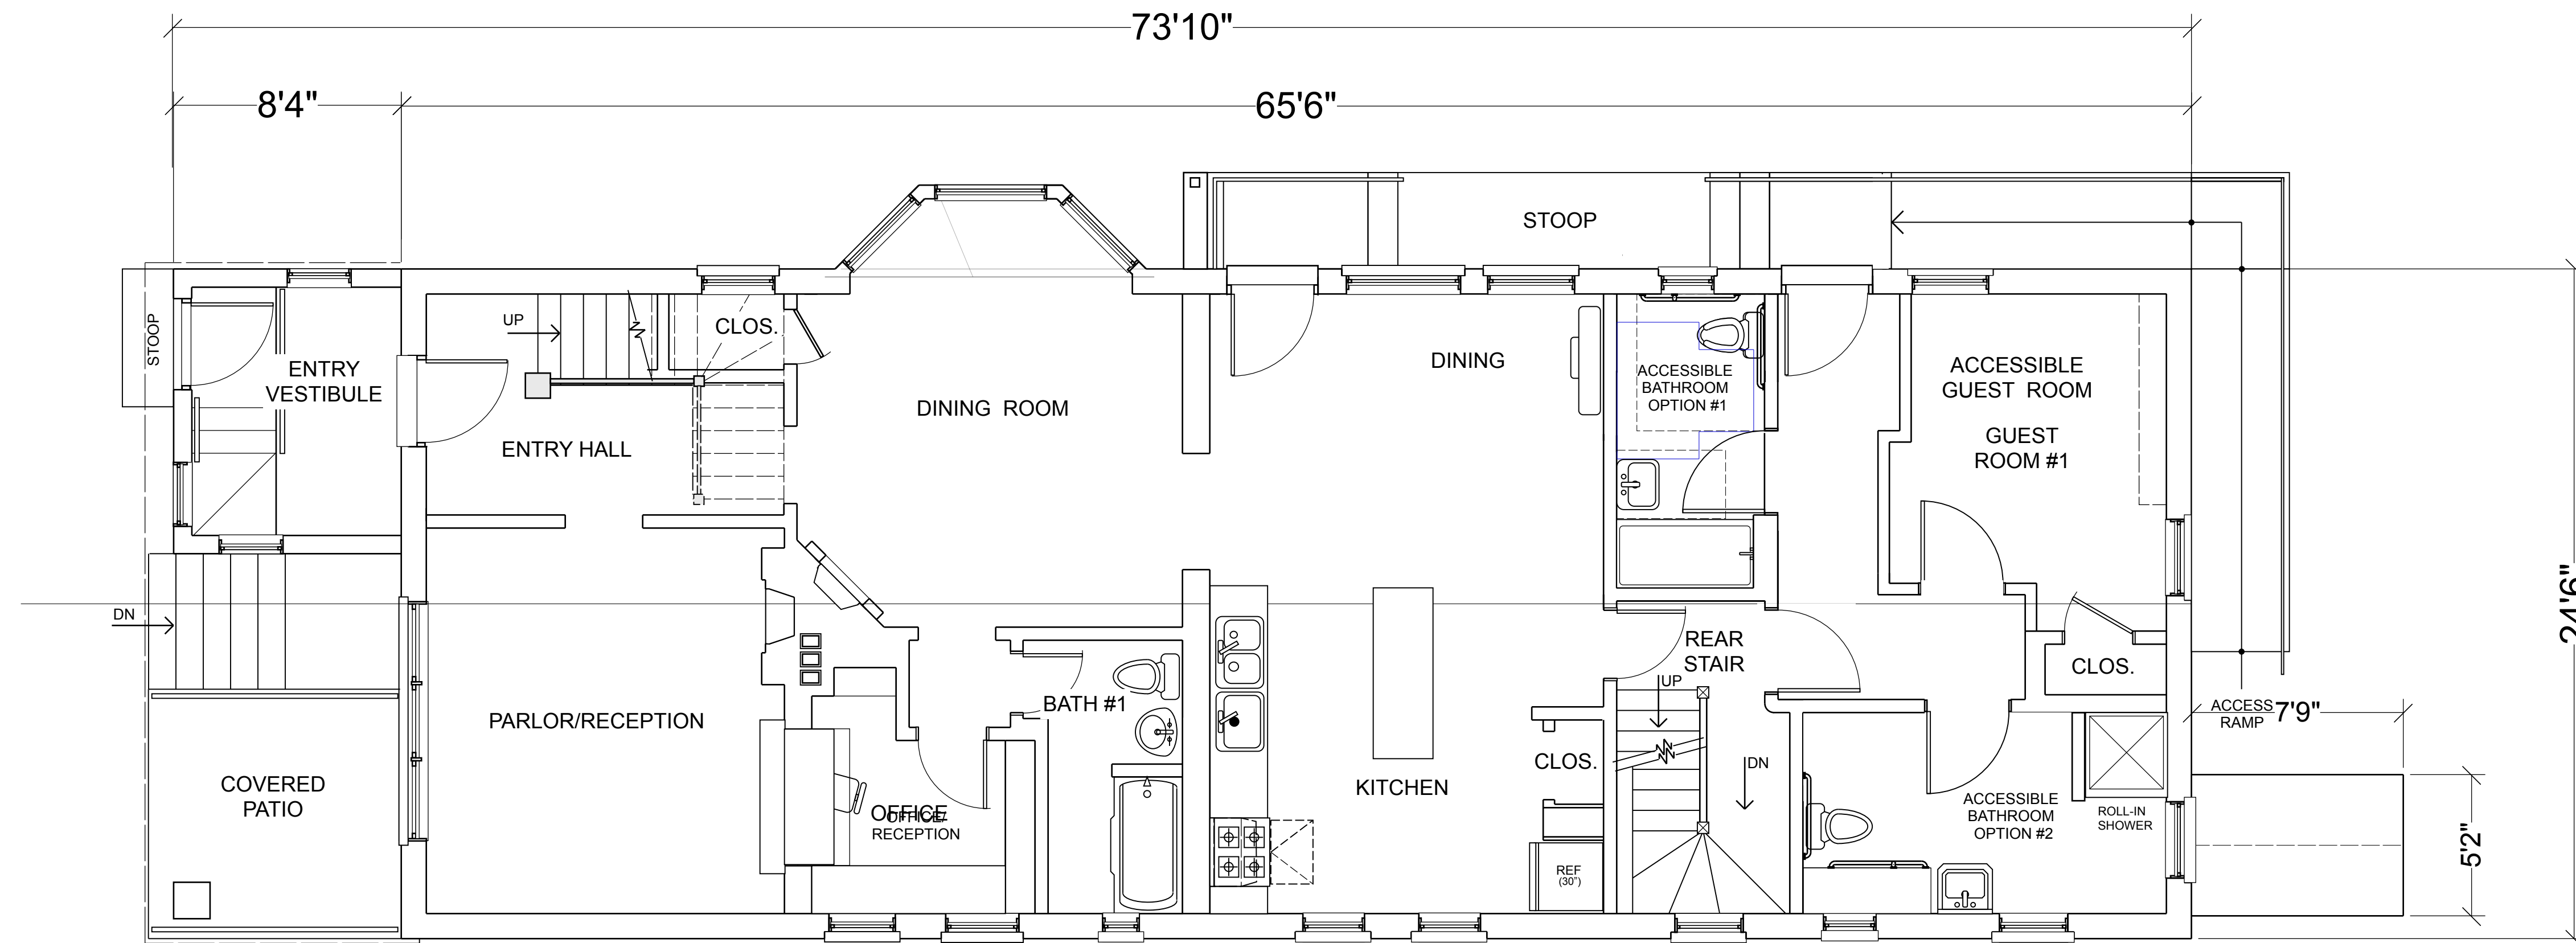 73'10"
8'4"
65'6"
STOOP
STOOP
UP
CLOS.
ENTRY
VESTIBULE
ENTRY HALL
DINING ROOM
DINING
ACCESSIBLE
BATHROOM
OPTION #1
ACCESSIBLE
GUEST ROOM
GUEST
ROOM #1
24'6"
DN
REAR
STAIR
UP
CLOS.
BATH #1
PARLOR/RECEPTION
ACCESS
RAMP
7'9"
CLOS.
DN
COVERED
PATIO
KITCHEN
OFFICE
OFFICE/
RECEPTION
ACCESSIBLE
BATHROOM
OPTION #2
ROLL-IN
SHOWER
5'2"
REF
(30")